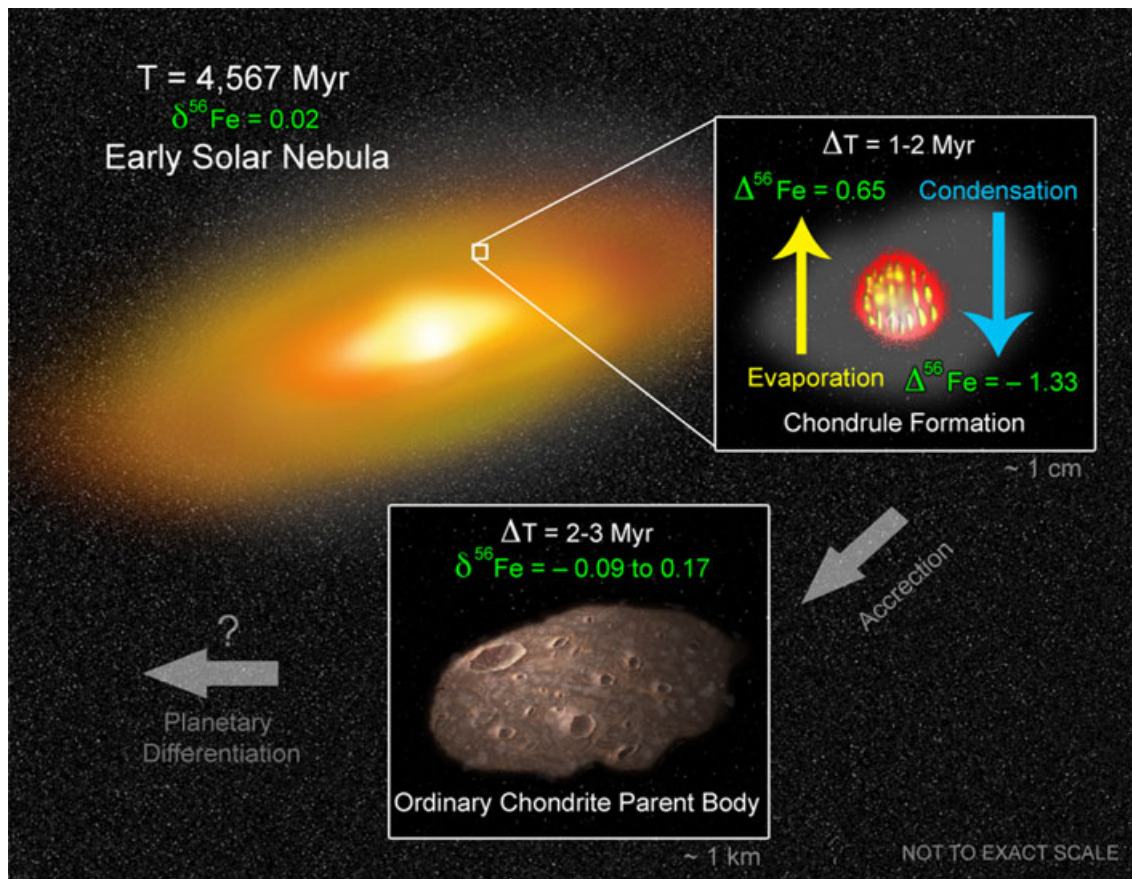 T = 4,567 Myr
δ⁵⁶Fe = 0.02
Early Solar Nebula
ΔT = 1-2 Myr
Δ⁵⁶Fe = 0.65
Condensation
Evaporation
Δ⁵⁶Fe = – 1.33
Chondrule Formation
~ 1 cm
Accretion
ΔT = 2-3 Myr
δ⁵⁶Fe = – 0.09 to 0.17
Ordinary Chondrite Parent Body
~ 1 km
?
Planetary
Differentiation
NOT TO EXACT SCALE